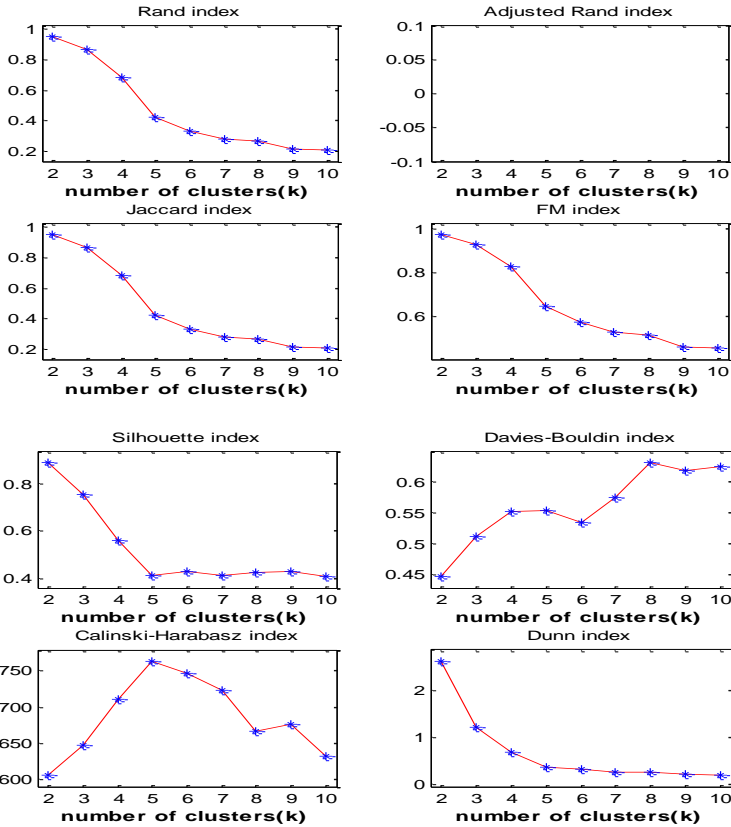 Rand index
1
0.8
0.6
0.4
0.2
2 3 4 5 6 7 8 9 10
number of clusters(k)
Adjusted Rand index
0.1
0.05
0
-0.05
-0.1
2 3 4 5 6 7 8 9 10
number of clusters(k)
Jaccard index
1
0.8
0.6
0.4
0.2
2 3 4 5 6 7 8 9 10
number of clusters(k)
FM index
1
0.8
0.6
2 3 4 5 6 7 8 9 10
number of clusters(k)
Silhouette index
0.8
0.6
0.4
2 3 4 5 6 7 8 9 10
number of clusters(k)
Davies-Bouldin index
0.6
0.55
0.5
0.45
2 3 4 5 6 7 8 9 10
number of clusters(k)
Calinski-Harabasz index
750
700
650
600
2 3 4 5 6 7 8 9 10
number of clusters(k)
Dunn index
2
1
0
2 3 4 5 6 7 8 9 10
number of clusters(k)